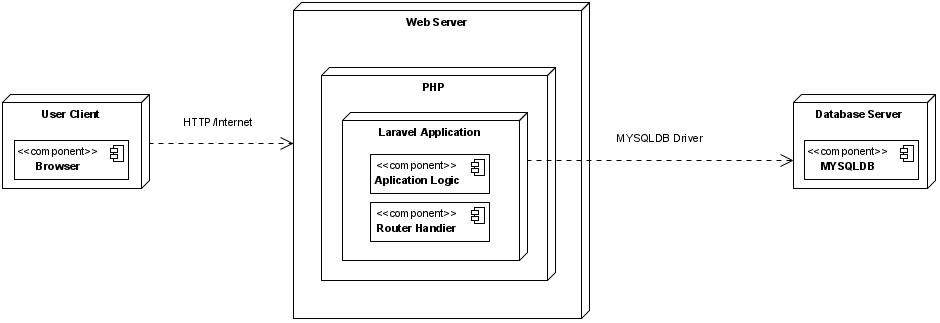 Web Server
PHP
User Client
<<component>>
Browser
HTTP/Internet
Laravel Application
<<component>>
Aplication Logic
<<component>>
Router Handier
MYSQLDB Driver
Database Server
<<component>>
MYSQLDB